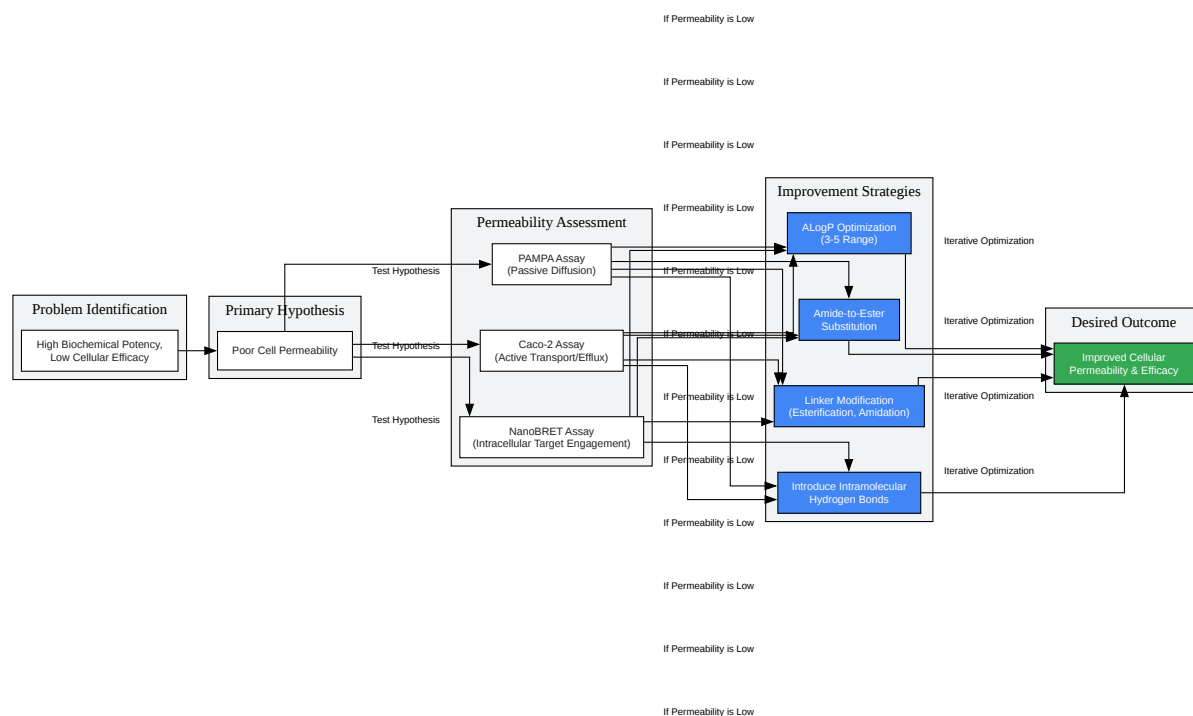 If Permeability is Low
If Permeability is Low
If Permeability is Low
If Permeability is Low
If Permeability is Low
If Permeability is Low
If Permeability is Low
If Permeability is Low
If Permeability is Low
If Permeability is Low
If Permeability is Low
If Permeability is Low
Problem Identification
High Biochemical Potency,
Low Cellular Efficacy
Primary Hypothesis
Poor Cell Permeability
Test Hypothesis
Test Hypothesis
Test Hypothesis
Permeability Assessment
PAMPA Assay
(Passive Diffusion)
Caco-2 Assay
(Active Transport/Efflux)
NanoBRET Assay
(Intracellular Target Engagement)
Improvement Strategies
ALogP Optimization
(3-5 Range)
Amide-to-Ester
Substitution
Linker Modification
(Esterification, Amidation)
Introduce Intramolecular
Hydrogen Bonds
Iterative Optimization
Iterative Optimization
Iterative Optimization
Iterative Optimization
Desired Outcome
Improved Cellular
Permeability & Efficacy